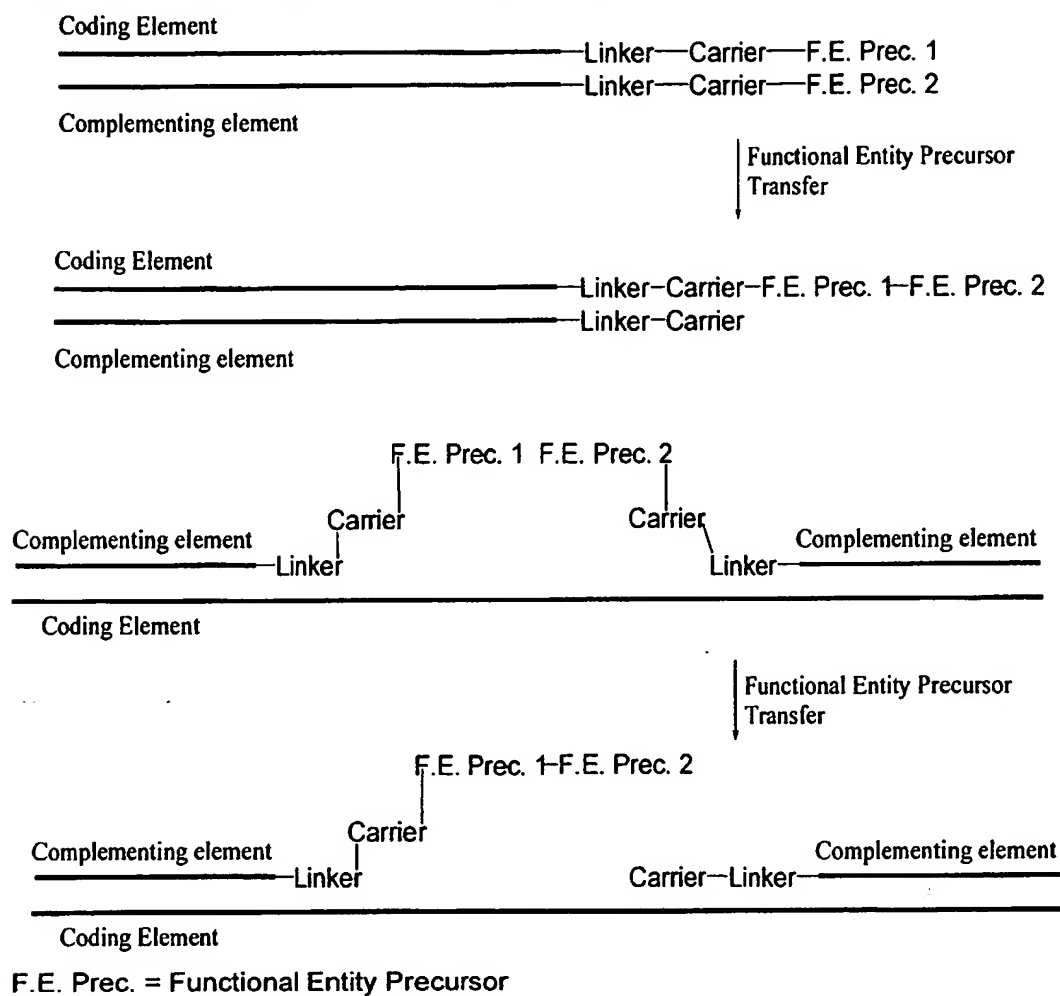 Coding Element
Linker—Carrier—F.E. Prec. 1
Linker—Carrier—F.E. Prec. 2
Complementing element
Functional Entity Precursor
Transfer
Coding Element
Linker-Carrier-F.E. Prec. 1-F.E. Prec. 2
Linker-Carrier
Complementing element
F.E. Prec. 1 F.E. Prec. 2
Carrier Carrier
Complementing element Complementing element
Linker Linker
Coding Element
Functional Entity Precursor
Transfer
F.E. Prec. 1-F.E. Prec. 2
Carrier
Complementing element Complementing element
Linker Carrier-Linker
Coding Element
F.E. Prec. = Functional Entity Precursor